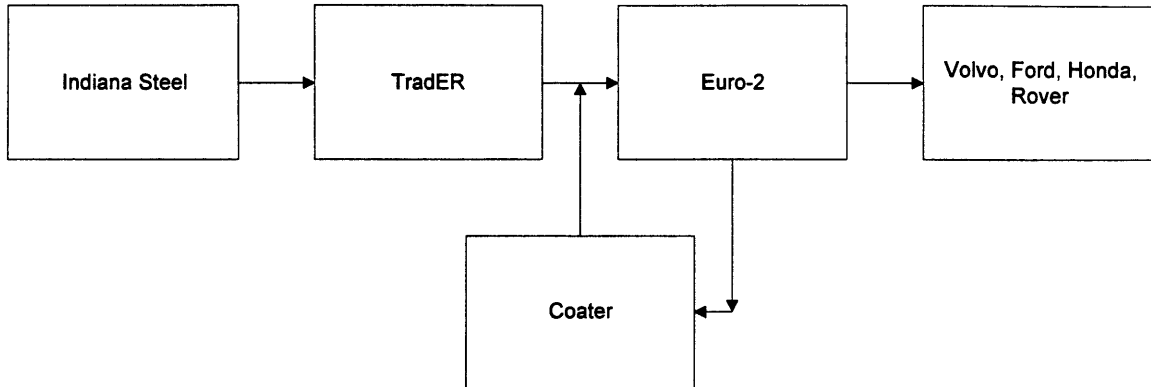 Indiana Steel
TradER
Euro-2
Volvo, Ford, Honda,
Rover
Coater